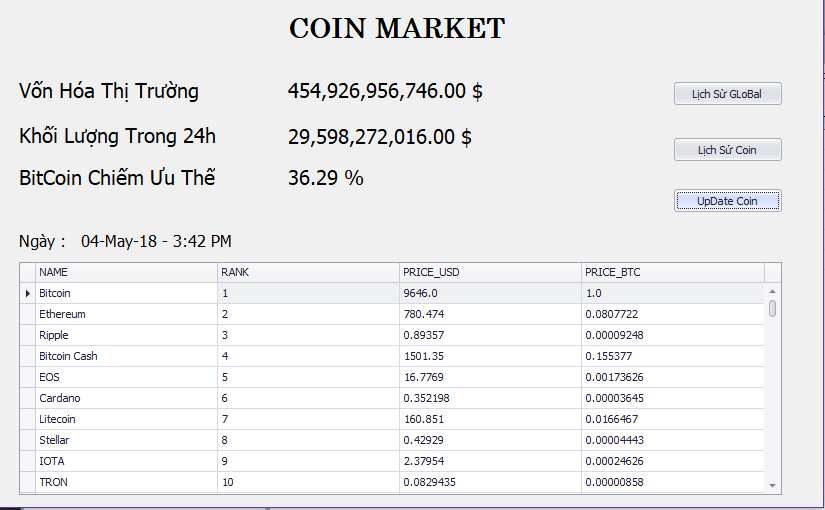 COIN MARKET
Vốn Hóa Thị Trường 454,926,956,746.00 $
Lịch Sử GLoBal
Khối Lượng Trong 24h 29,598,272,016.00 $
Lịch Sử Coin
BitCoin Chiếm Ưu Thế 36.29 %
UpDate Coin
Ngày : 04-May-18 - 3:42 PM
NAME RANK PRICE_USD PRICE_BTC
Bitcoin 1 9646.0 1.0
Ethereum 2 780.474 0.0807722
Ripple 3 0.89357 0.00009248
Bitcoin Cash 4 1501.35 0.155377
EOS 5 16.7769 0.00173626
Cardano 6 0.352198 0.00003645
Litecoin 7 160.851 0.0166467
Stellar 8 0.42929 0.00004443
IOTA 9 2.37954 0.00024626
TRON 10 0.0829435 0.00000858